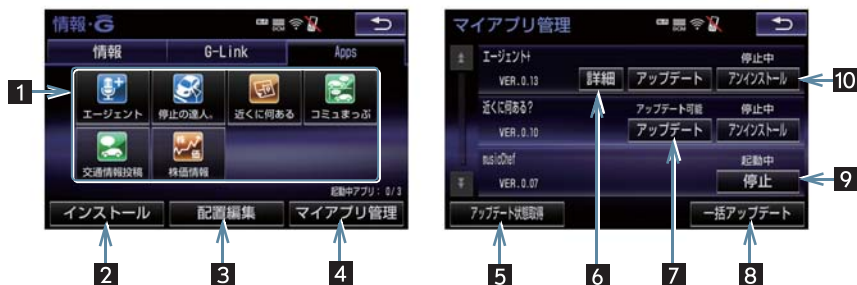 情報・G
情報 G-Link Apps
エージェント 停止の達人。 近くに何ある コミュまっぷ
交通情報投稿 株価情報
起動中アプリ: 0/3
インストール 配置編集 マイアプリ管理
1
2 3 4
マイアプリ管理
エージェント+ 停止中
VER.0.13 詳細 アップデート アンインストール
近くに何ある? アップデート可能 停止中
VER.0.10 アップデート アンインストール
musicChef 起動中
VER.0.07 停止
アップデート状態取得 一括アップデート
10
9
5 6 7 8